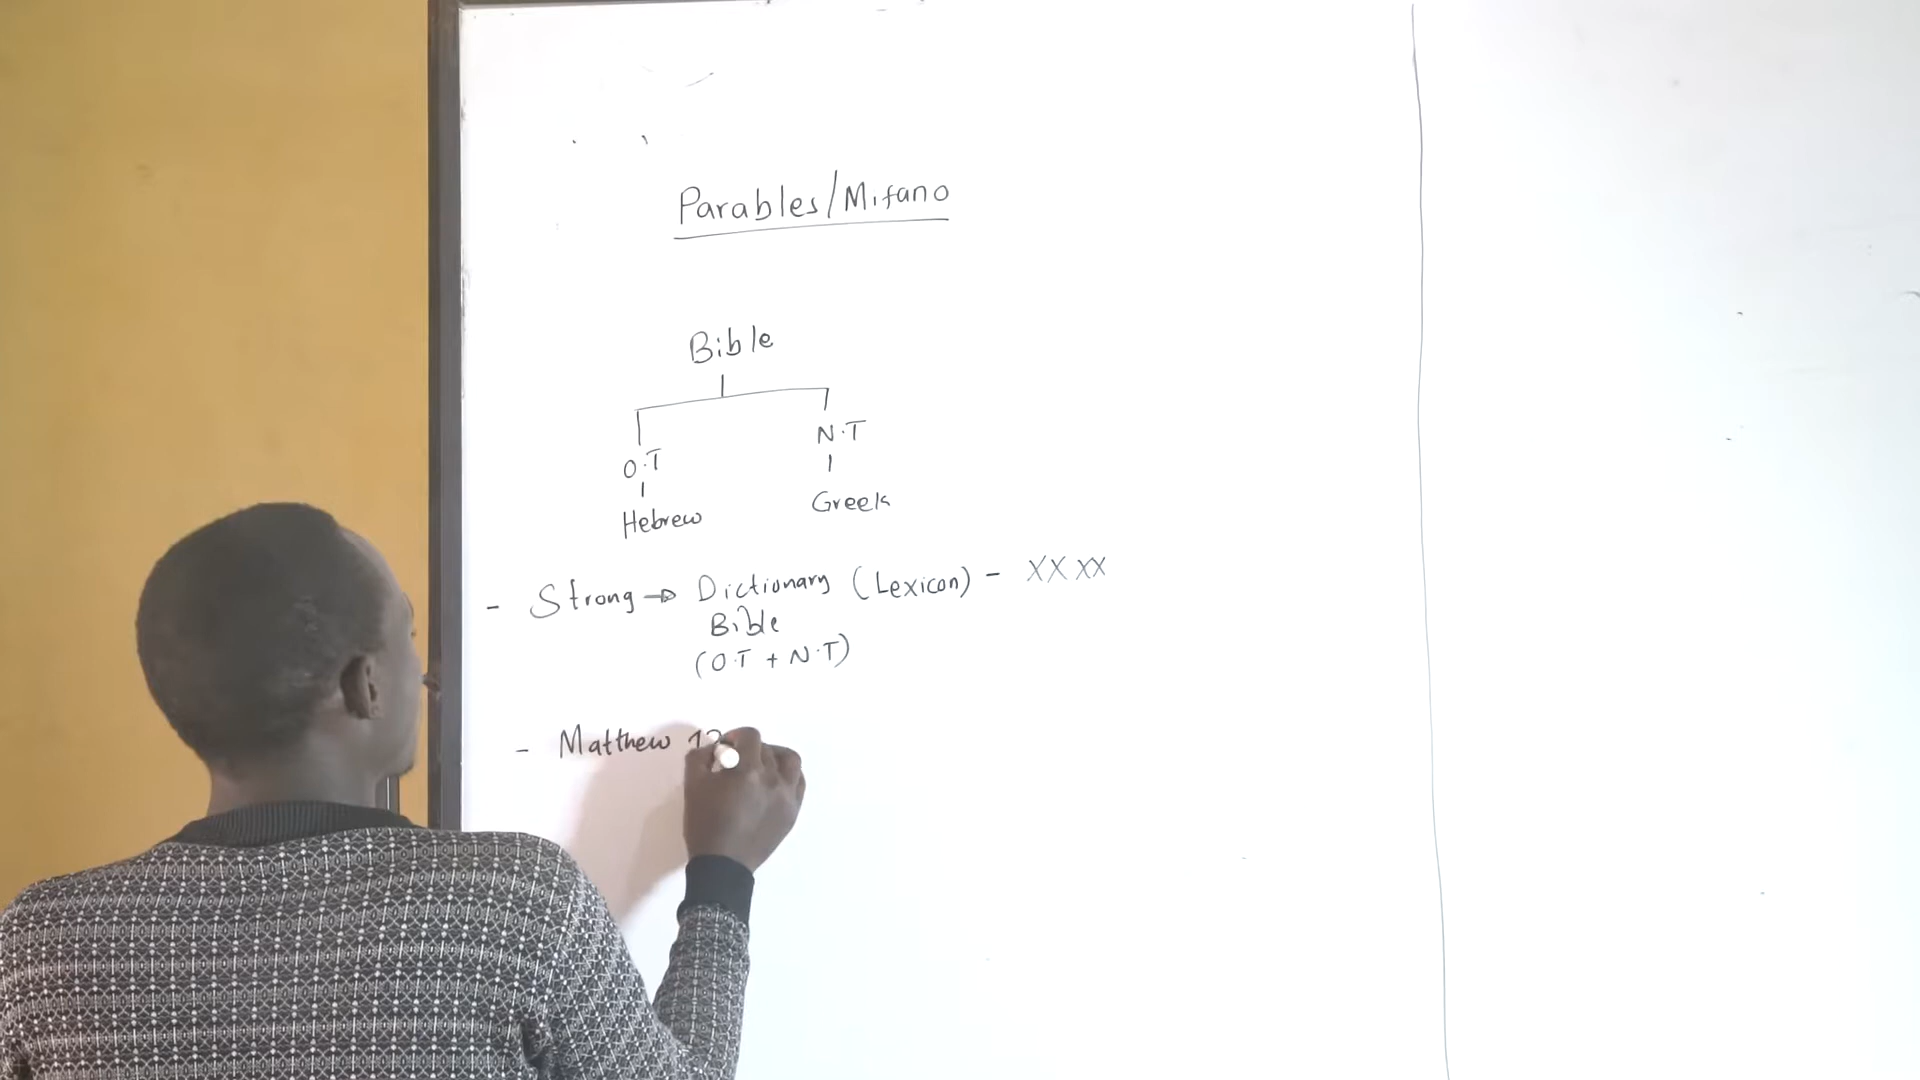 Parables/Mifano
Bible
O.T N.T
Hebrew Greek
- Strong → Dictionary (Lexicon) - XXXX
Bible
(O.T + N.T)
- Matthew